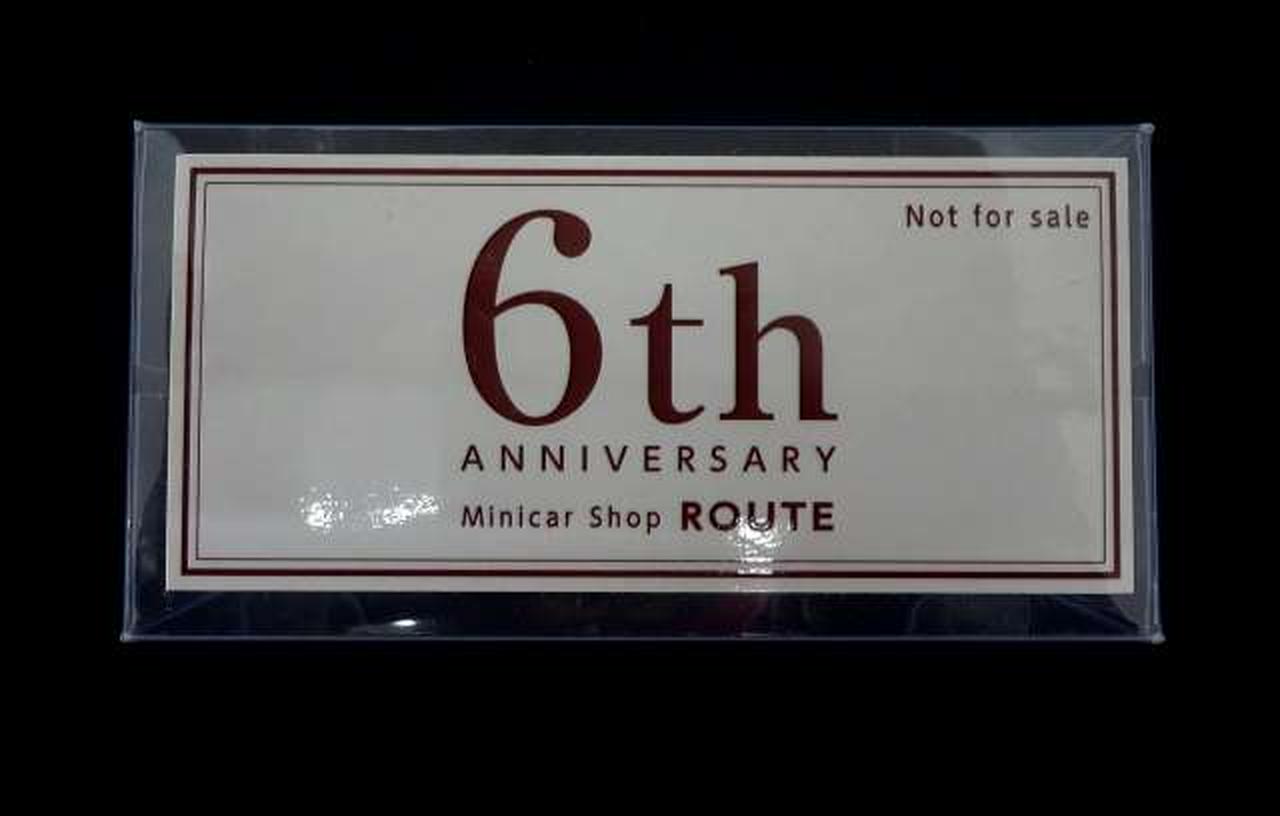 Not for sale
6th
ANNIVERSARY
Minicar Shop ROUTE